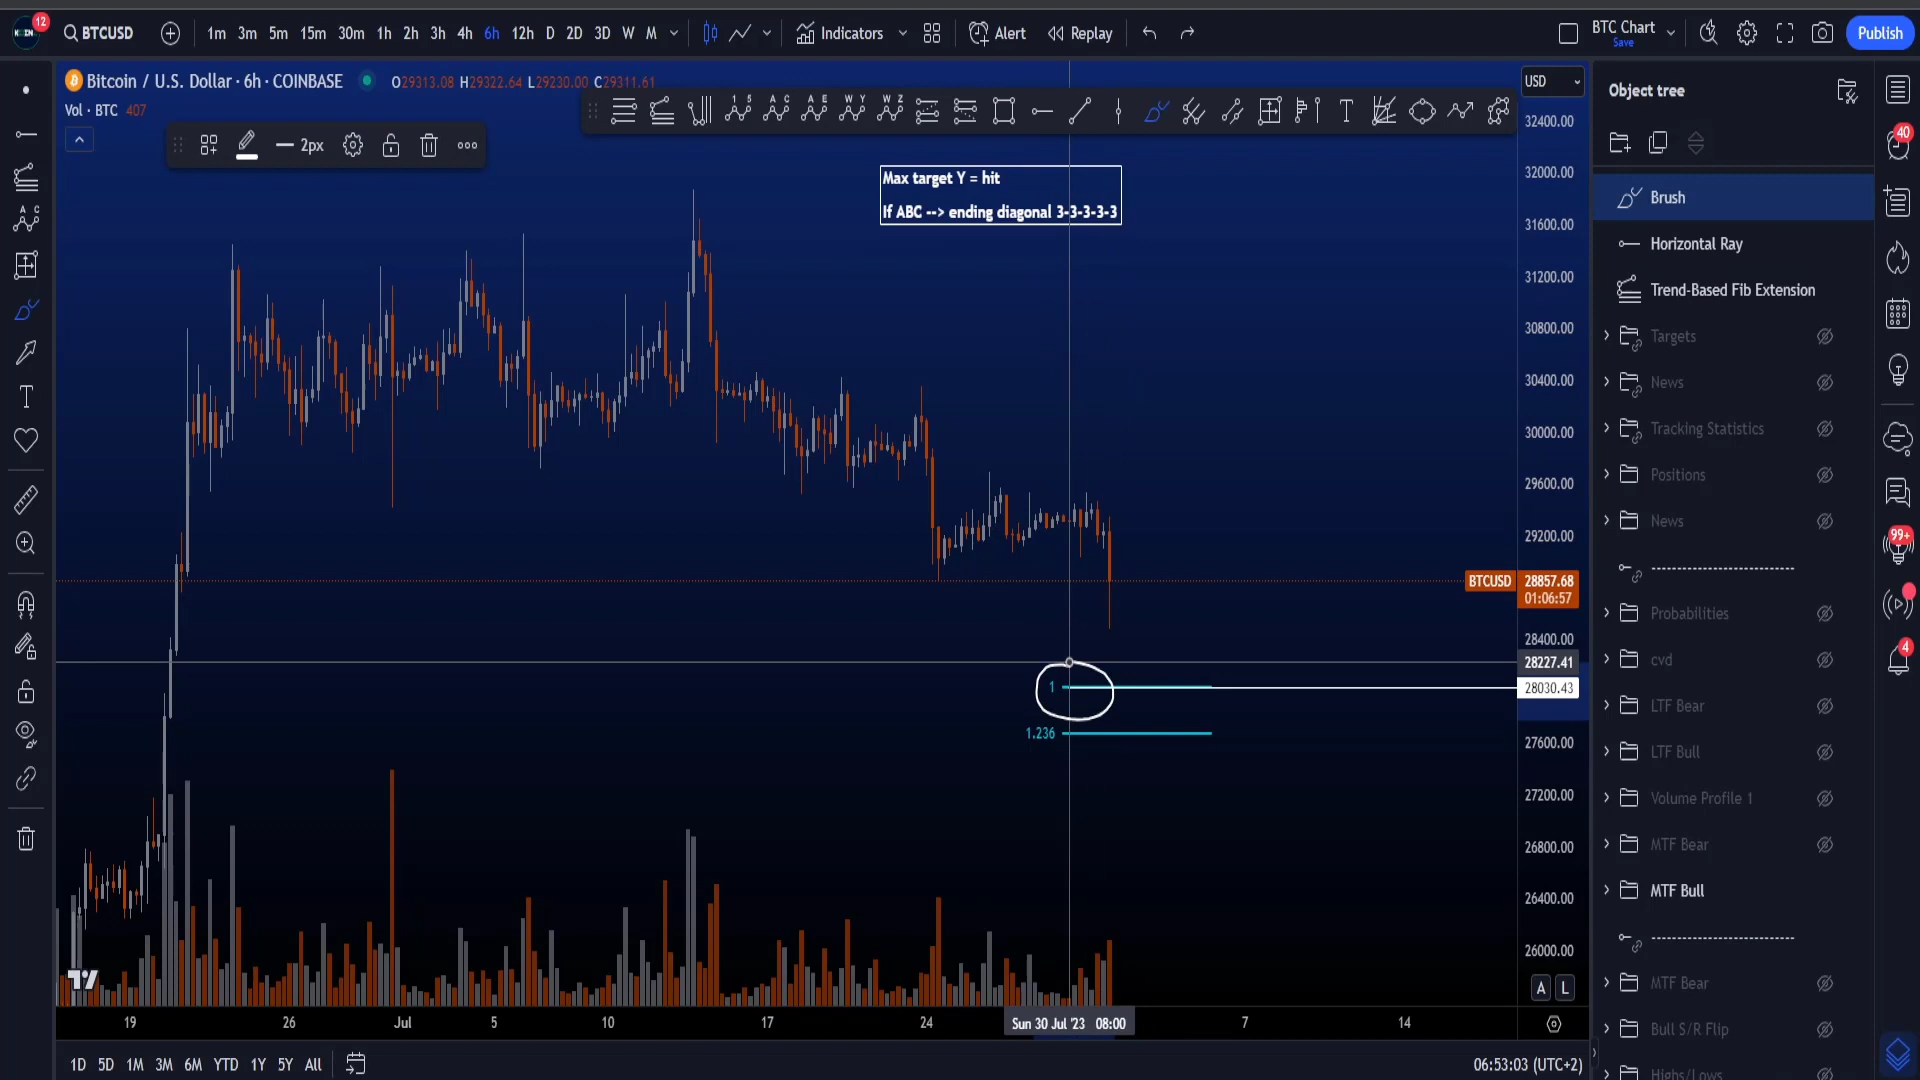 12
BTCUSD
1m 3m 5m 15m 30m 1h 2h 3h 4h 6h 12h D 2D 3D W M
Indicators
Alert
Replay
BTC Chart
Save
Publish
Bitcoin / U.S. Dollar · 6h · COINBASE
O29313.08 H29322.64 L29230.00 C29311.61
Vol · BTC 407
2px
Max target Y = hit
If ABC --> ending diagonal 3-3-3-3-3
USD
32400.00
32000.00
31600.00
31200.00
30800.00
30400.00
30000.00
29600.00
29200.00
BTCUSD 28857.68
01:06:57
28400.00
28227.41
28030.43
27600.00
27200.00
26800.00
26400.00
26000.00
1
1.236
A L
19 26 Jul 5 10 17 24 Sun 30 Jul '23 08:00 7 14
1D 5D 1M 3M 6M YTD 1Y 5Y All
06:53:03 (UTC+2)
Object tree
Brush
Horizontal Ray
Trend-Based Fib Extension
Targets
News
Tracking Statistics
Positions
News
--------------------------
Probabilities
cvd
LTF Bear
LTF Bull
Volume Profile 1
MTF Bear
MTF Bull
--------------------------
MTF Bear
Bull S/R Flip
Highs/Lows
40
99+
4